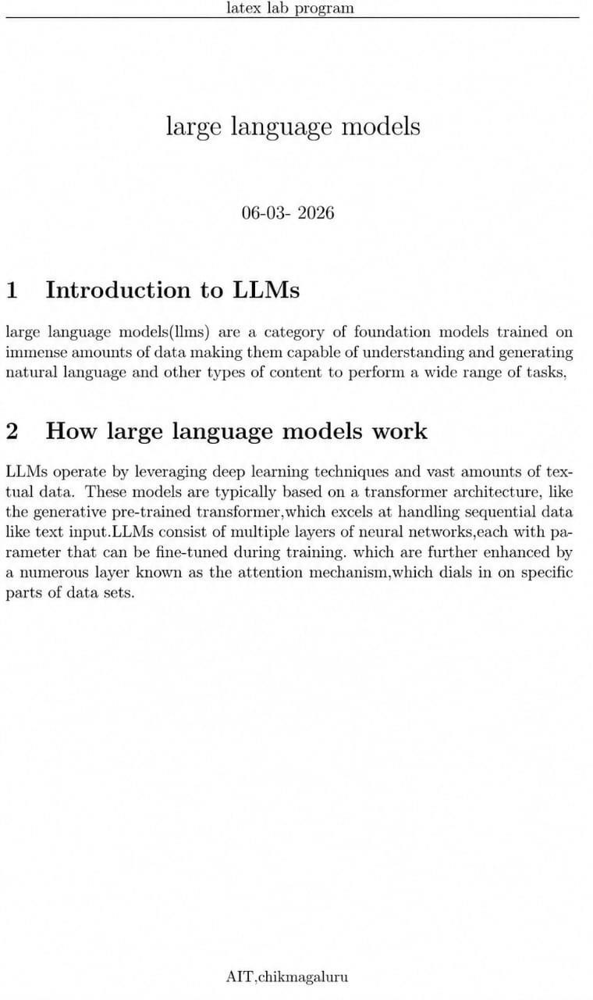 latex lab program
large language models
06-03- 2026
1 Introduction to LLMs
large language models(llms) are a category of foundation models trained on
immense amounts of data making them capable of understanding and generating
natural language and other types of content to perform a wide range of tasks,
2 How large language models work
LLMs operate by leveraging deep learning techniques and vast amounts of tex-
tual data. These models are typically based on a transformer architecture, like
the generative pre-trained transformer,which excels at handling sequential data
like text input.LLMs consist of multiple layers of neural networks,each with pa-
rameter that can be fine-tuned during training. which are further enhanced by
a numerous layer known as the attention mechanism,which dials in on specific
parts of data sets.
AIT,chikmagaluru